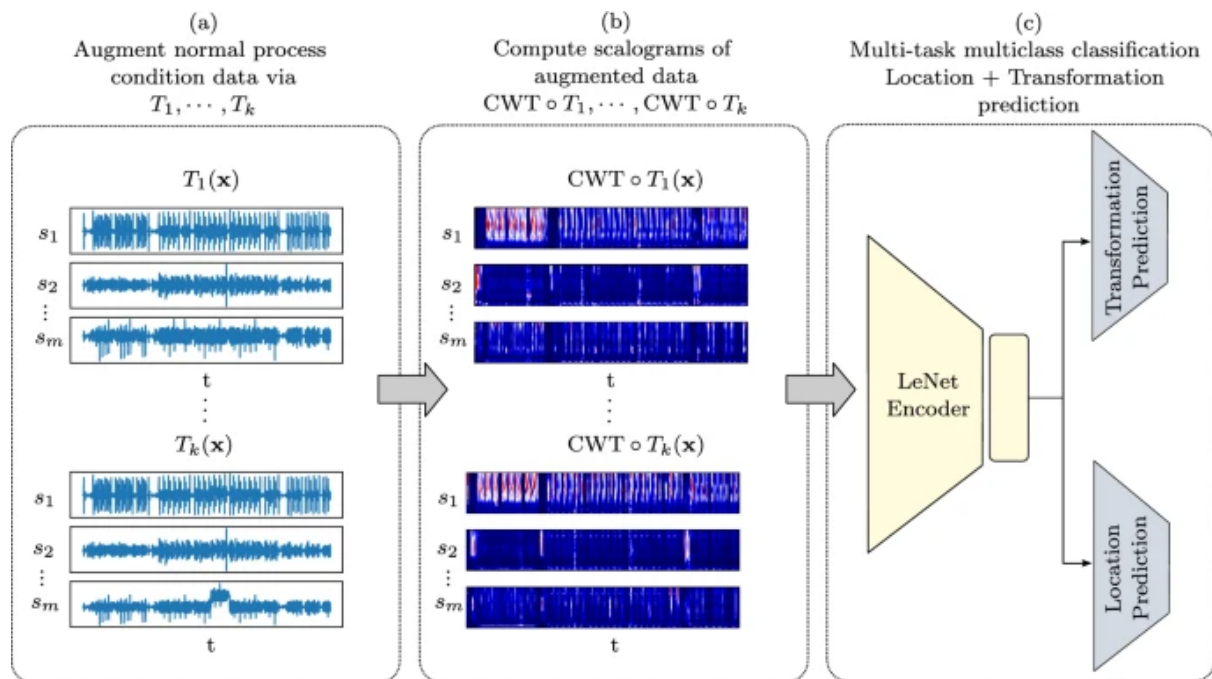 (a)
Augment normal process
condition data via
T₁, ⋯ , Tₖ
T₁(x)
s₁
s₂
⋮
sₘ
t
⋮
Tₖ(x)
s₁
s₂
⋮
sₘ
t
(b)
Compute scalograms of
augmented data
CWT ∘ T₁, ⋯ , CWT ∘ Tₖ
CWT ∘ T₁(x)
s₁
s₂
⋮
sₘ
t
⋮
CWT ∘ Tₖ(x)
s₁
s₂
⋮
sₘ
t
(c)
Multi-task multiclass classification
Location + Transformation
prediction
LeNet
Encoder
Transformation
Prediction
Location
Prediction